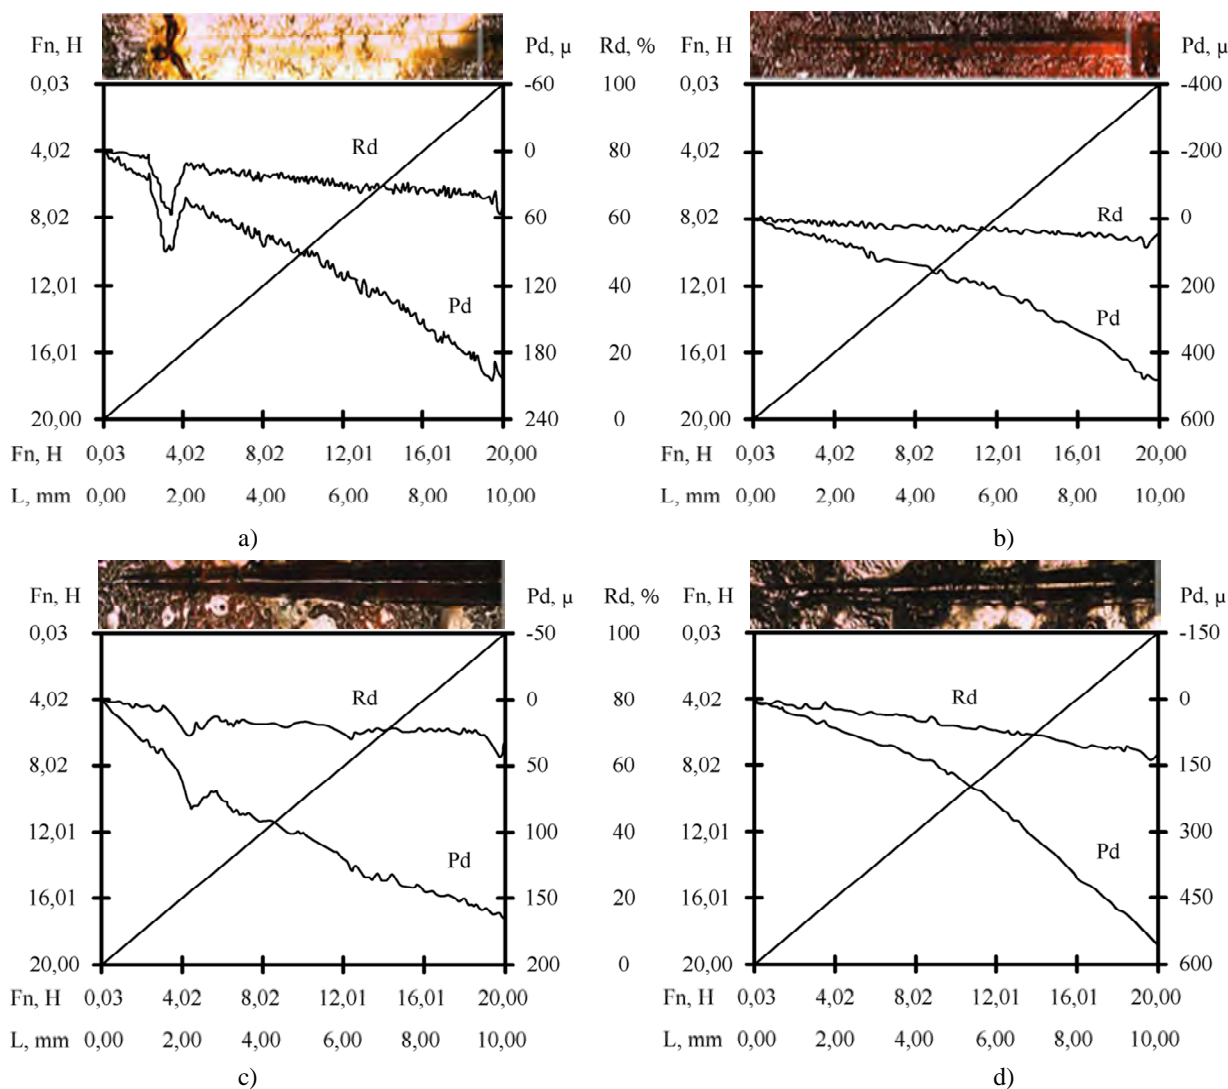 Fn, H Pd, µ Rd, % Fn, H Pd, µ
0,03 -60 100 0,03 -400
4,02 Rd 0 80 4,02 -200
8,02 60 60 8,02 Rd 0
12,01 120 40 12,01 200
Pd Pd
16,01 180 20 16,01 400
20,00 240 0 20,00 600
Fn, H 0,03 4,02 8,02 12,01 16,01 20,00 Fn, H 0,03 4,02 8,02 12,01 16,01 20,00
L, mm 0,00 2,00 4,00 6,00 8,00 10,00 L, mm 0,00 2,00 4,00 6,00 8,00 10,00
a) b)
Fn, H Pd, µ Rd, % Fn, H Pd, µ
0,03 -50 100 0,03 -150
4,02 Rd 0 80 4,02 Rd 0
8,02 50 60 8,02 150
12,01 100 40 12,01 300
Pd Pd
16,01 150 20 16,01 450
20,00 200 0 20,00 600
Fn, H 0,03 4,02 8,02 12,01 16,01 20,00 Fn, H 0,03 4,02 8,02 12,01 16,01 20,00
L, mm 0,00 2,00 4,00 6,00 8,00 10,00 L, mm 0,00 2,00 4,00 6,00 8,00 10,00
c) d)